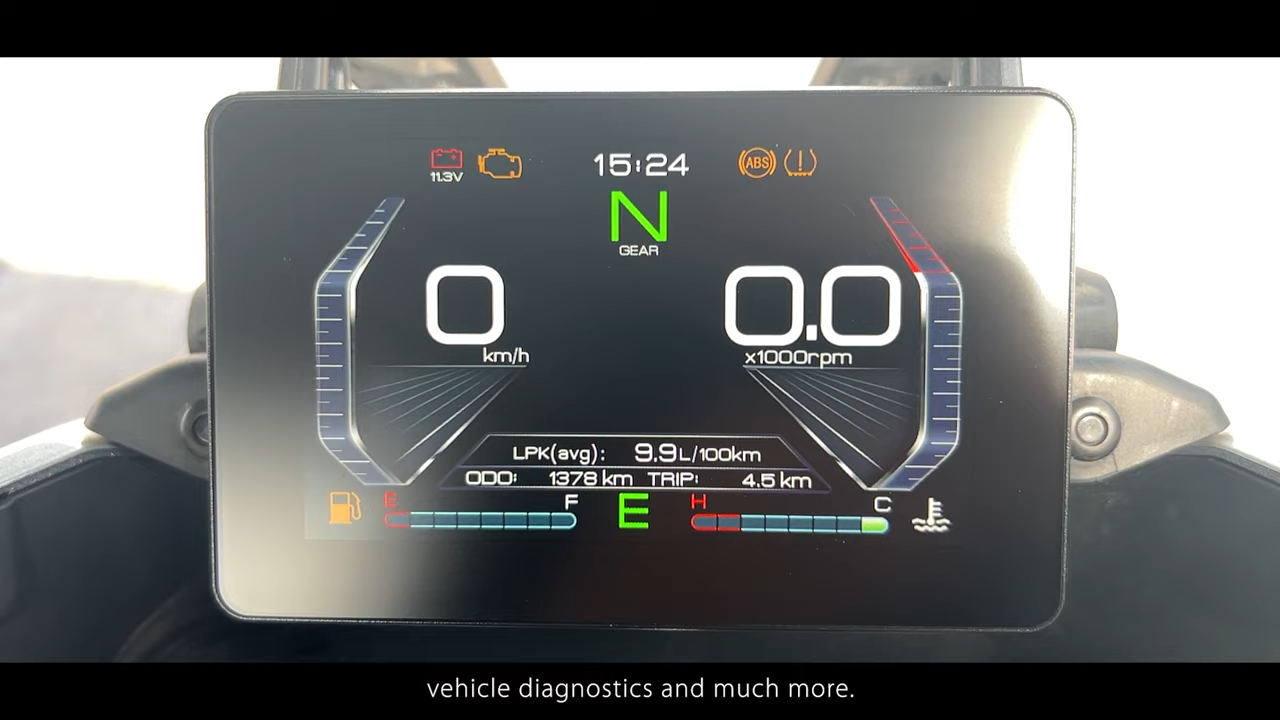 11.3V
15:24
ABS
N
GEAR
0
km/h
0.0
x1000rpm
LPK(avg): 9.9L/100km
ODO: 1378 km TRIP: 4.5 km
E F
E
H C
vehicle diagnostics and much more.